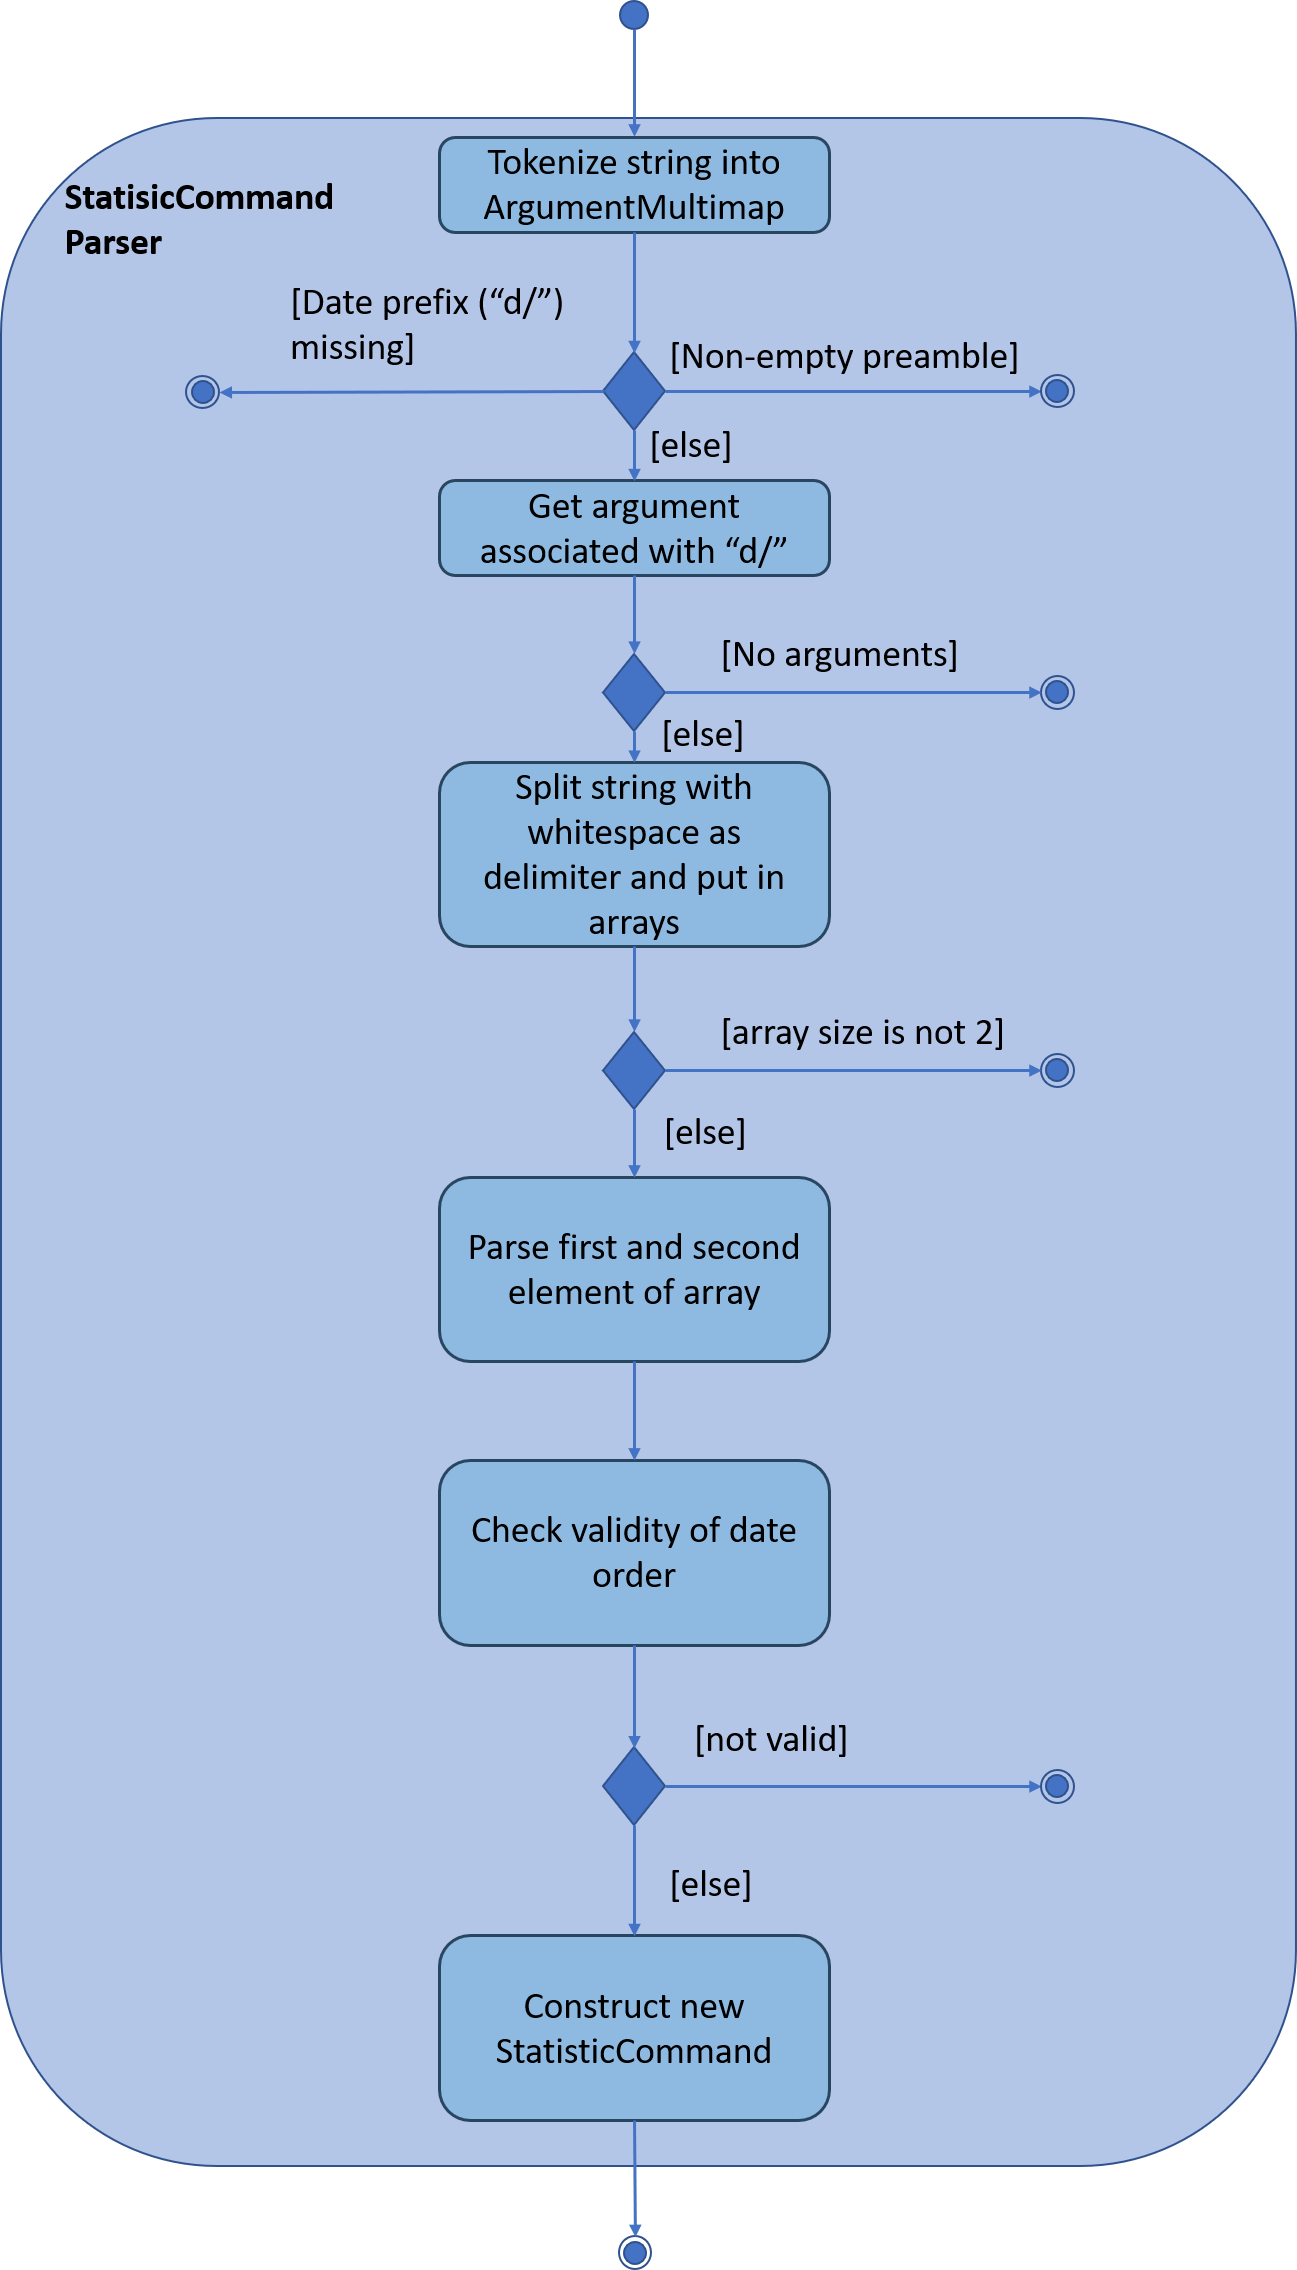 Tokenize string into
ArgumentMultimap
StatisicCommand
Parser
[Date prefix (“d/”)
missing]
[Non-empty preamble]
[else]
Get argument
associated with “d/”
[No arguments]
[else]
Split string with
whitespace as
delimiter and put in
arrays
[array size is not 2]
[else]
Parse first and second
element of array
Check validity of date
order
[not valid]
[else]
Construct new
StatisticCommand